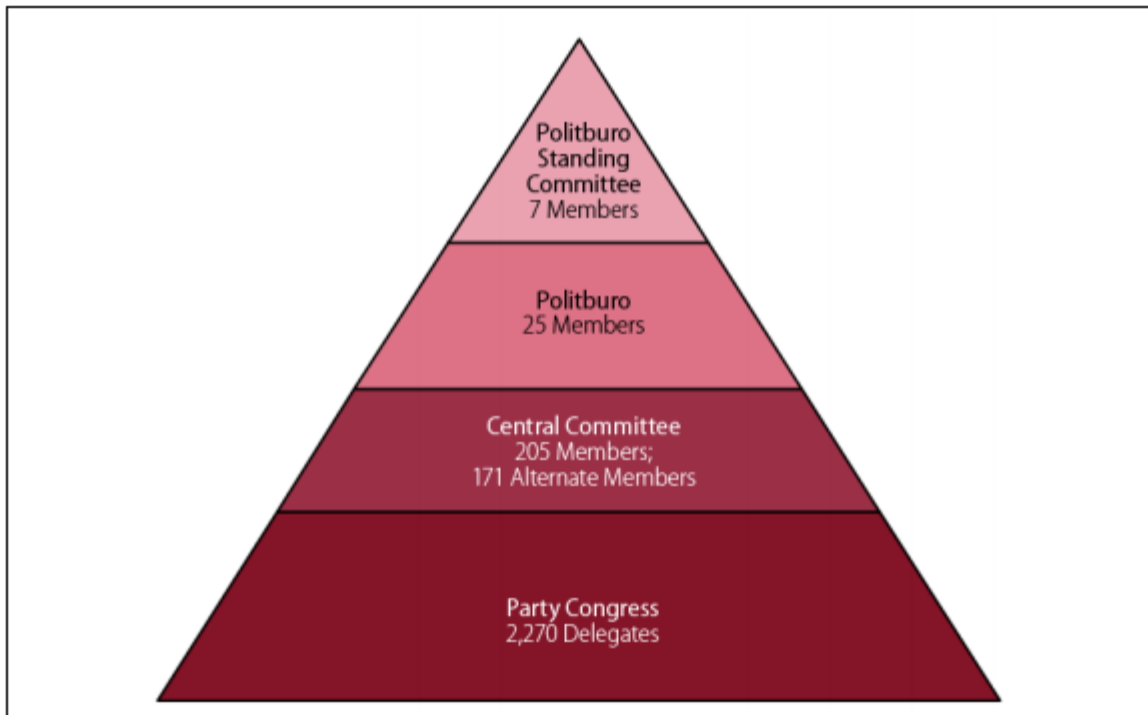 Politburo
Standing
Committee
7 Members
Politburo
25 Members
Central Committee
205 Members;
171 Alternate Members
Party Congress
2,270 Delegates